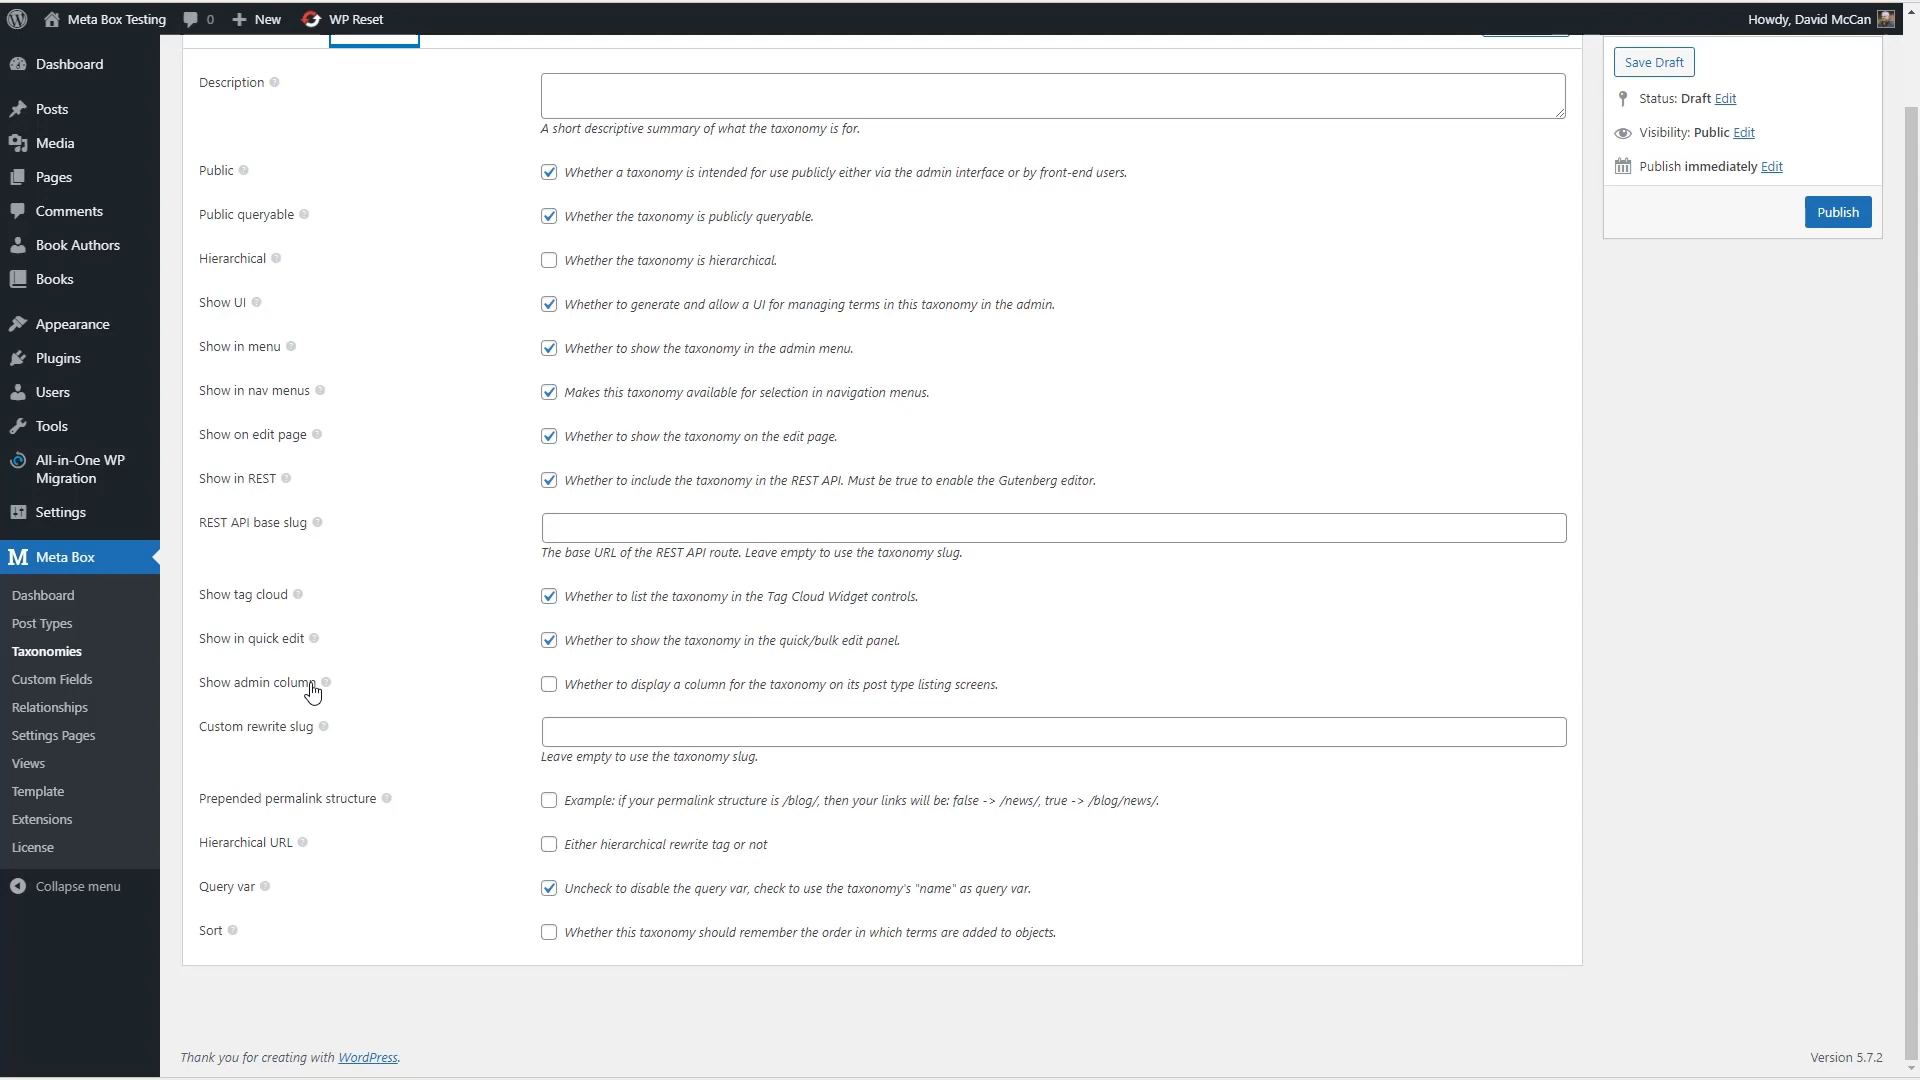 Meta Box Testing 0 New WP Reset Howdy, David McCan
Dashboard
Posts
Media
Pages
Comments
Book Authors
Books
Appearance
Plugins
Users
Tools
All-in-One WP
Migration
Settings
Meta Box
Dashboard
Post Types
Taxonomies
Custom Fields
Relationships
Settings Pages
Views
Template
Extensions
License
Collapse menu
Description
A short descriptive summary of what the taxonomy is for.
Public Whether a taxonomy is intended for use publicly either via the admin interface or by front-end users.
Public queryable Whether the taxonomy is publicly queryable.
Hierarchical Whether the taxonomy is hierarchical.
Show UI Whether to generate and allow a UI for managing terms in this taxonomy in the admin.
Show in menu Whether to show the taxonomy in the admin menu.
Show in nav menus Makes this taxonomy available for selection in navigation menus.
Show on edit page Whether to show the taxonomy on the edit page.
Show in REST Whether to include the taxonomy in the REST API. Must be true to enable the Gutenberg editor.
REST API base slug
The base URL of the REST API route. Leave empty to use the taxonomy slug.
Show tag cloud Whether to list the taxonomy in the Tag Cloud Widget controls.
Show in quick edit Whether to show the taxonomy in the quick/bulk edit panel.
Show admin column Whether to display a column for the taxonomy on its post type listing screens.
Custom rewrite slug
Leave empty to use the taxonomy slug.
Prepended permalink structure Example: if your permalink structure is /blog/, then your links will be: false -> /news/, true -> /blog/news/.
Hierarchical URL Either hierarchical rewrite tag or not
Query var Uncheck to disable the query var, check to use the taxonomy's "name" as query var.
Sort Whether this taxonomy should remember the order in which terms are added to objects.
Save Draft
Status: Draft Edit
Visibility: Public Edit
Publish immediately Edit
Publish
Thank you for creating with WordPress. Version 5.7.2